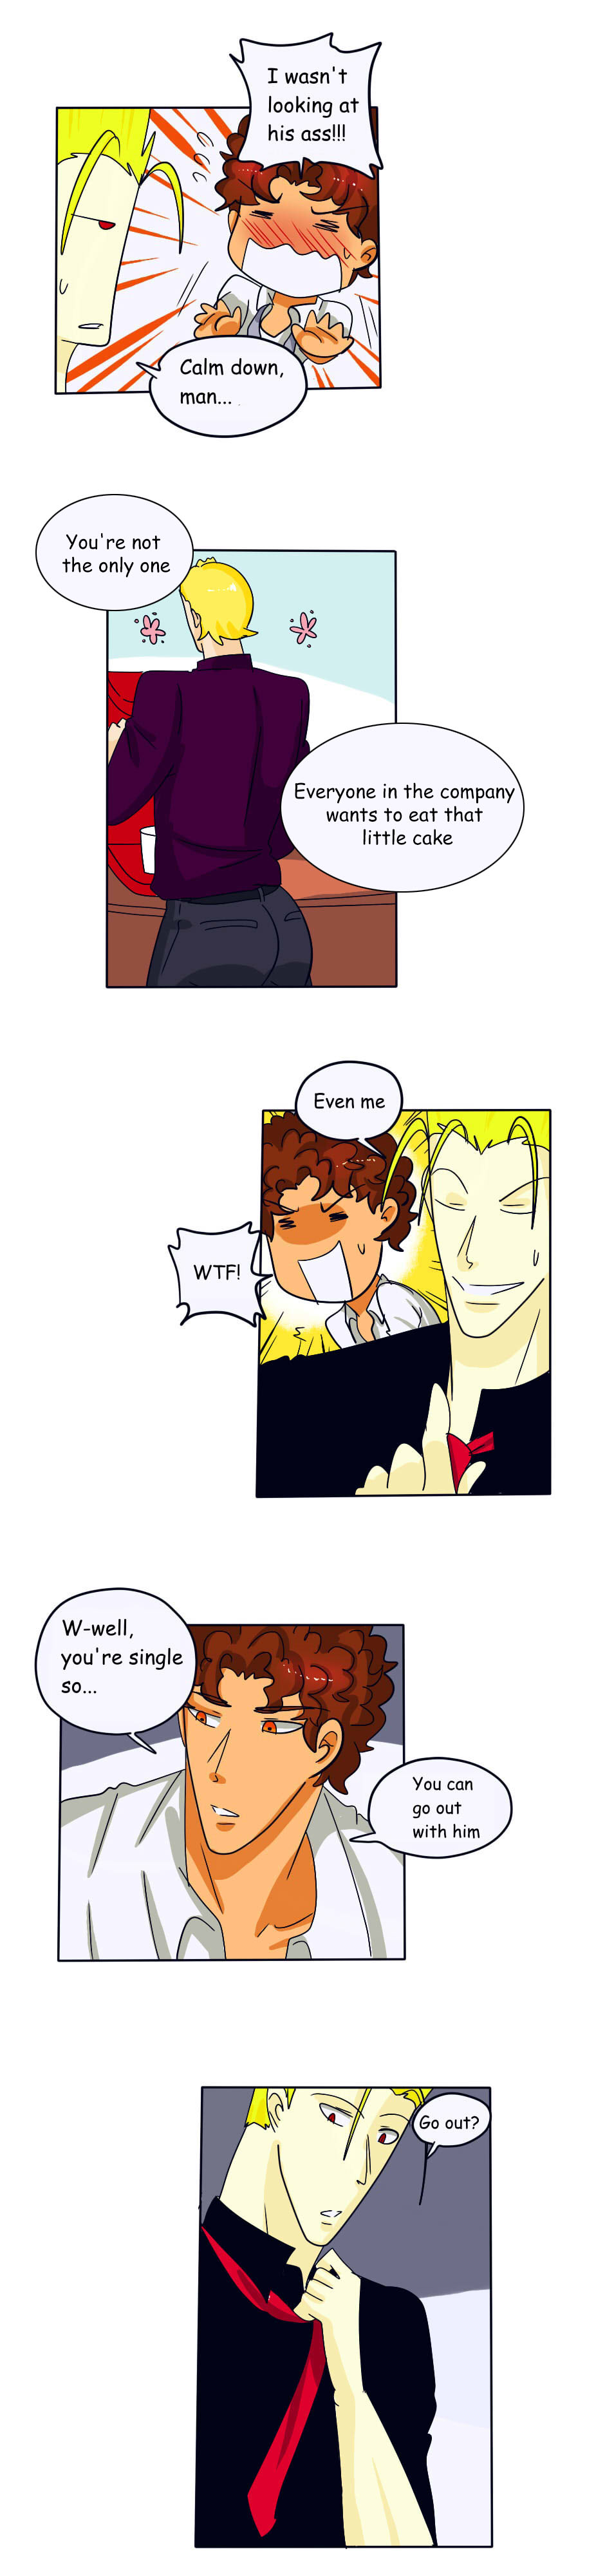 I wasn't
looking at
his ass!!!
Calm down,
man...
You're not
the only one
Everyone in the company
wants to eat that
little cake
Even me
WTF!
W-well,
you're single
so...
You can
go out
with him
Go out?